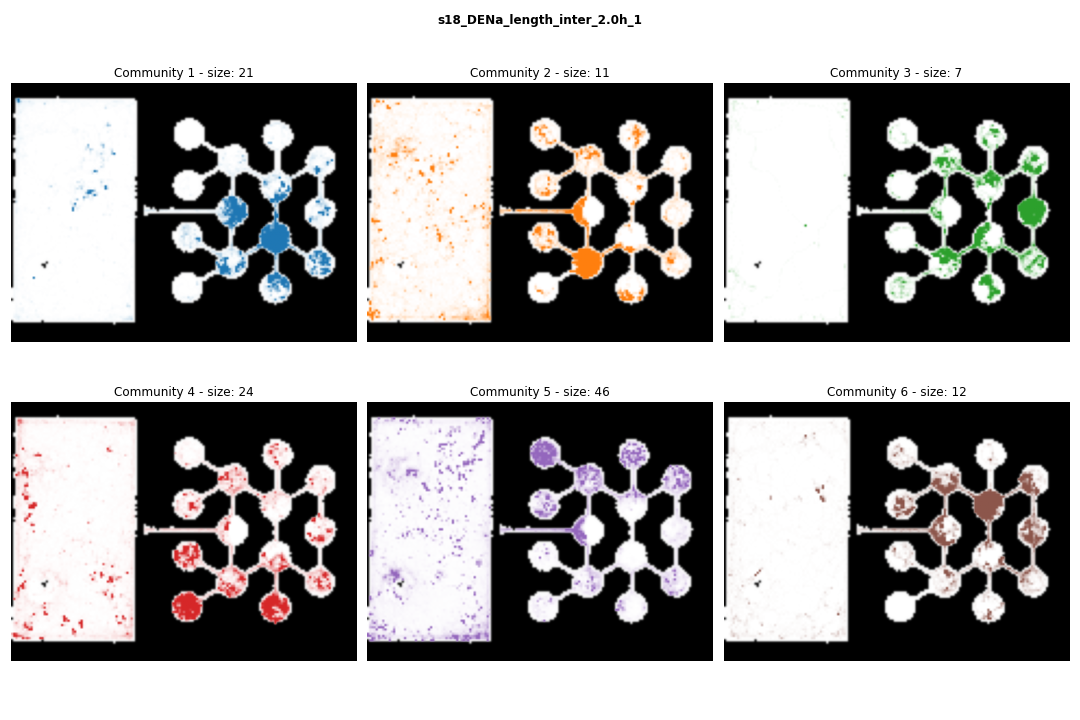 s18_DENa_length_inter_2.0h_1
Community 1 - size: 21
Community 2 - size: 11
Community 3 - size: 7
Community 4 - size: 24
Community 5 - size: 46
Community 6 - size: 12